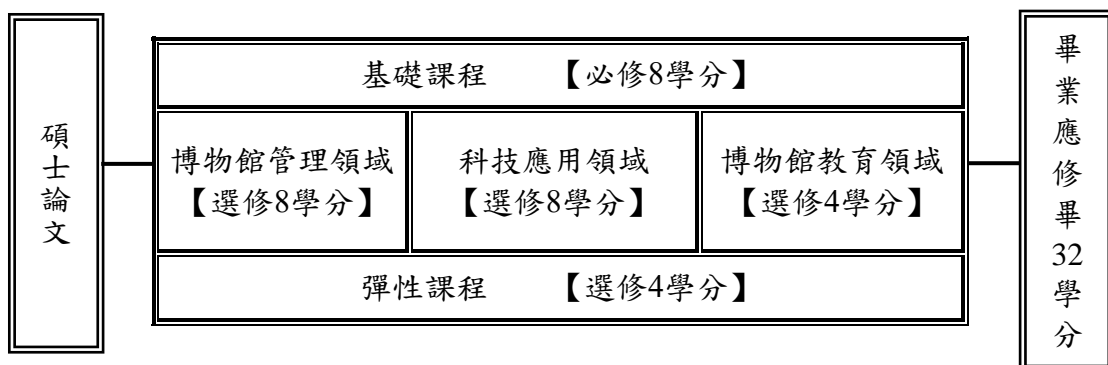 碩士論文
基礎課程 【必修8學分】
博物館管理領域
【選修8學分】
科技應用領域
【選修8學分】
博物館教育領域
【選修4學分】
彈性課程 【選修4學分】
畢業應修畢32學分